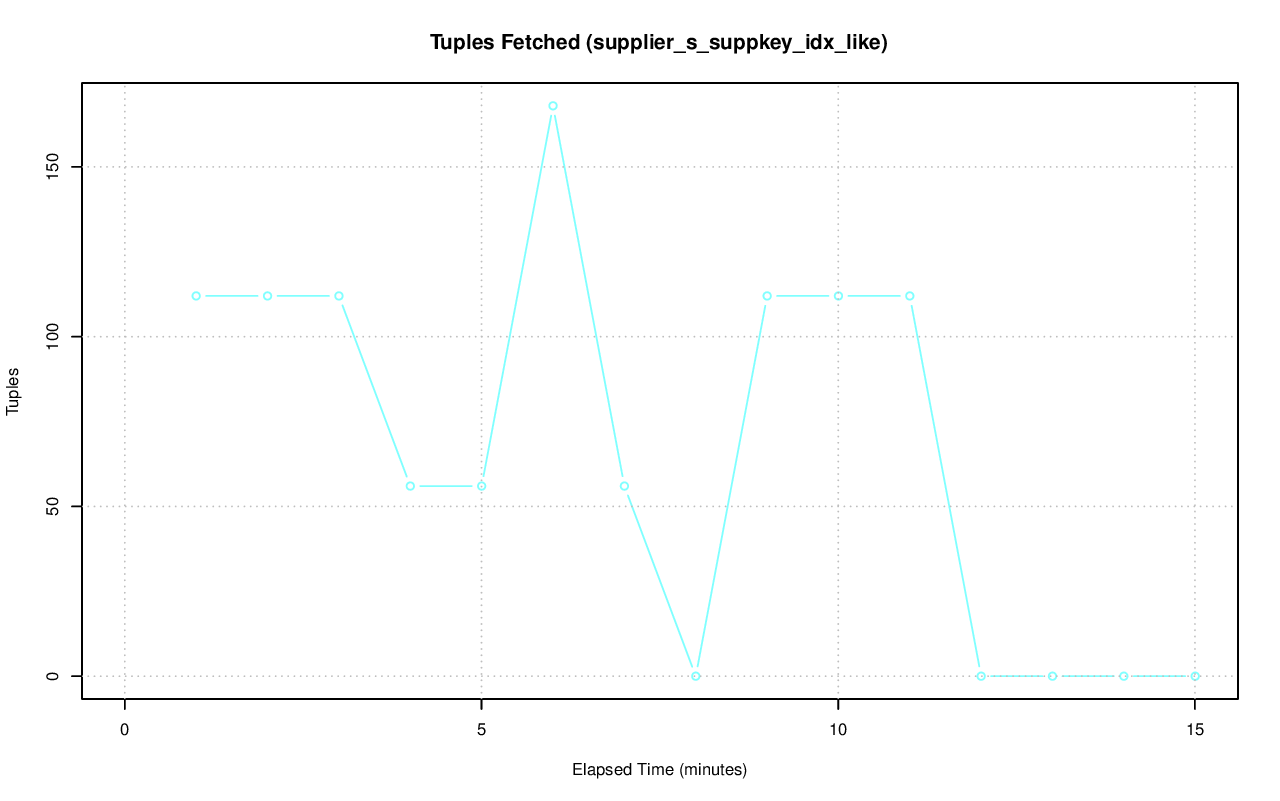 Tuples Fetched (supplier_s_suppkey_idx_like)
Tuples
150
100
50
0
0 5 10 15
Elapsed Time (minutes)